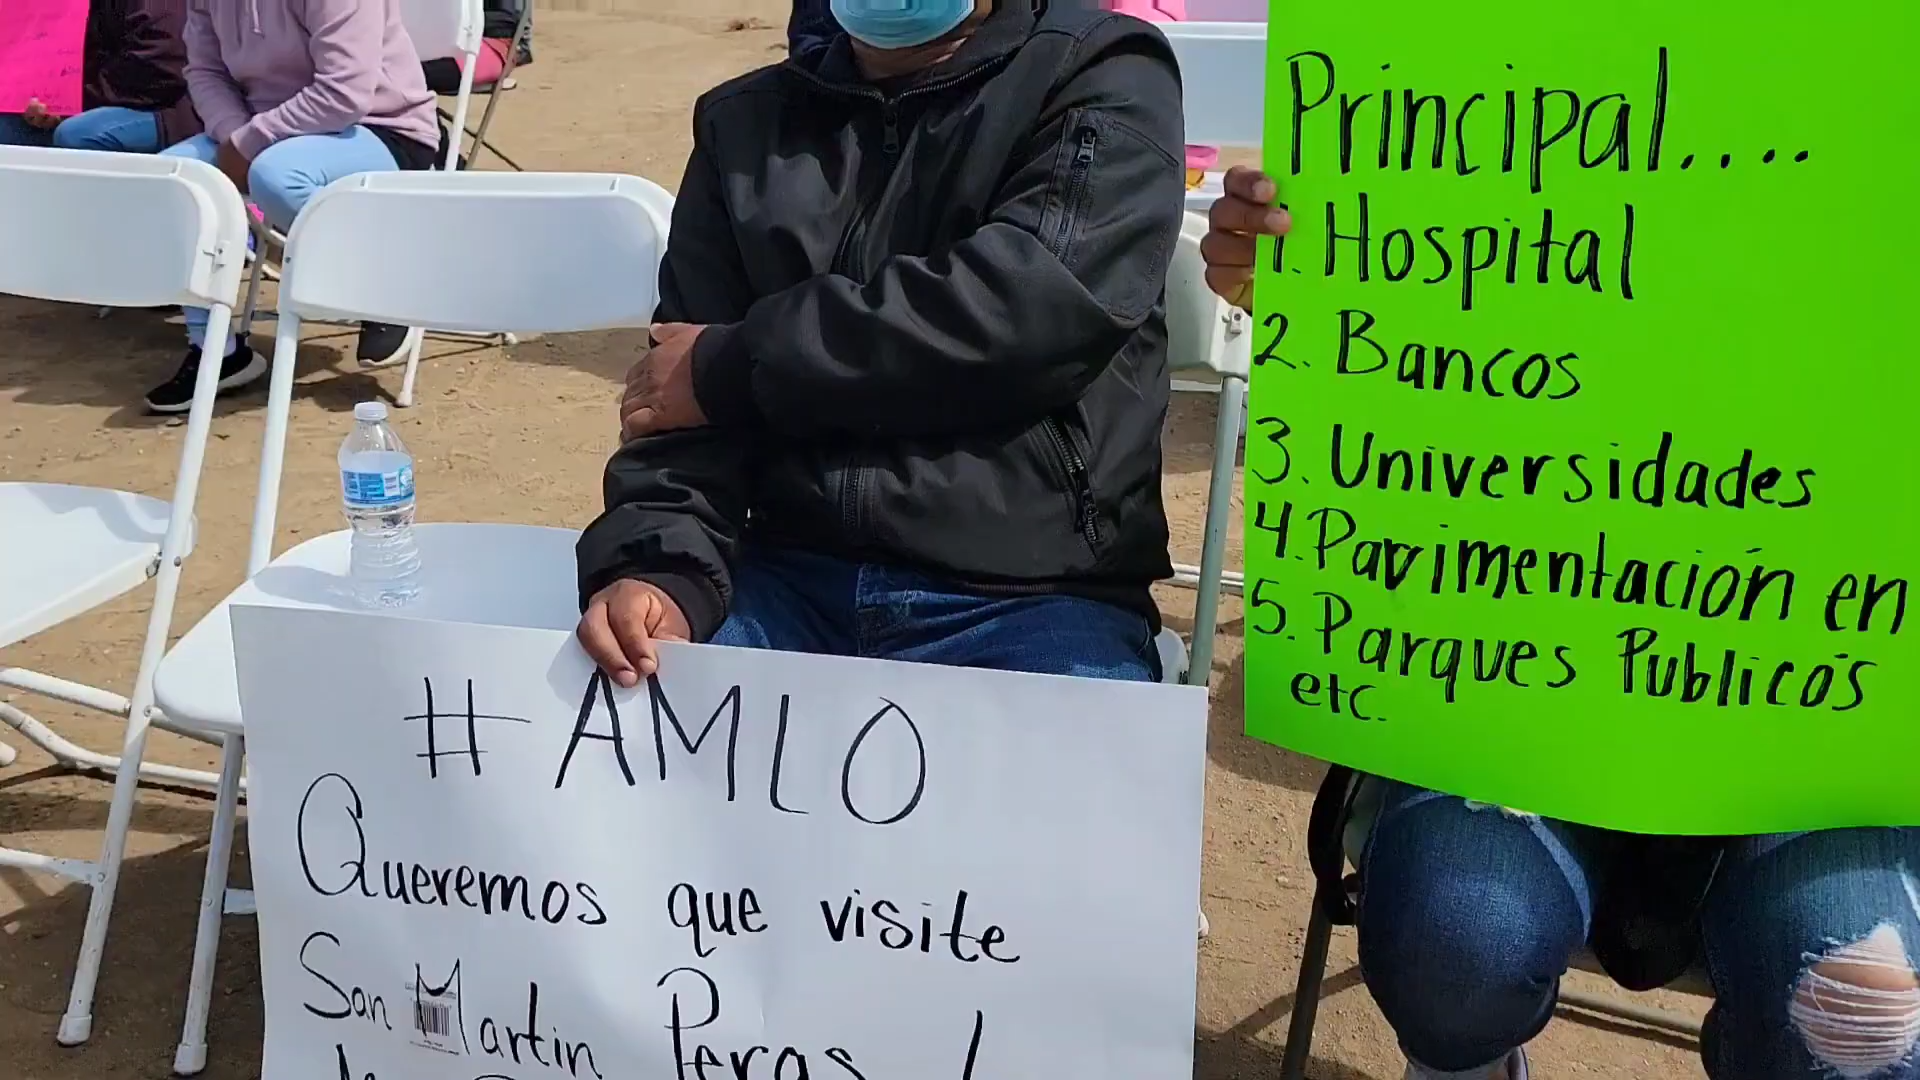 Principal....
1. Hospital
2. Bancos
3. Universidades
4. Pavimentación en
5. Parques Publicos
etc.
#AMLO
Queremos que visite
San Martin Peras